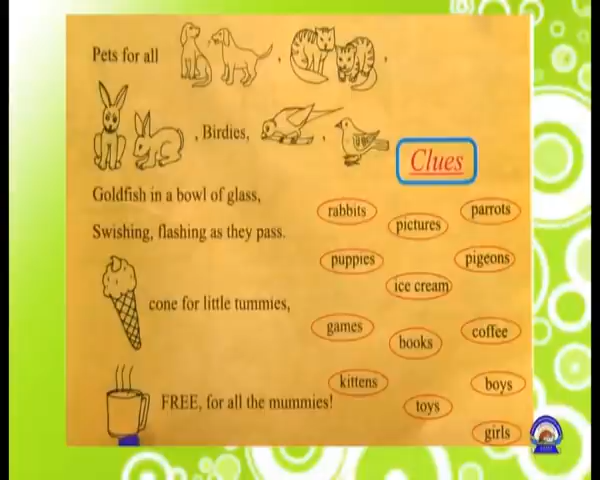 Pets for all , ,
, Birdies, ,
Clues
Goldfish in a bowl of glass,
Swishing, flashing as they pass.
cone for little tummies,
FREE, for all the mummies!
rabbits
pictures
parrots
puppies
pigeons
ice cream
games
books
coffee
kittens
toys
boys
girls